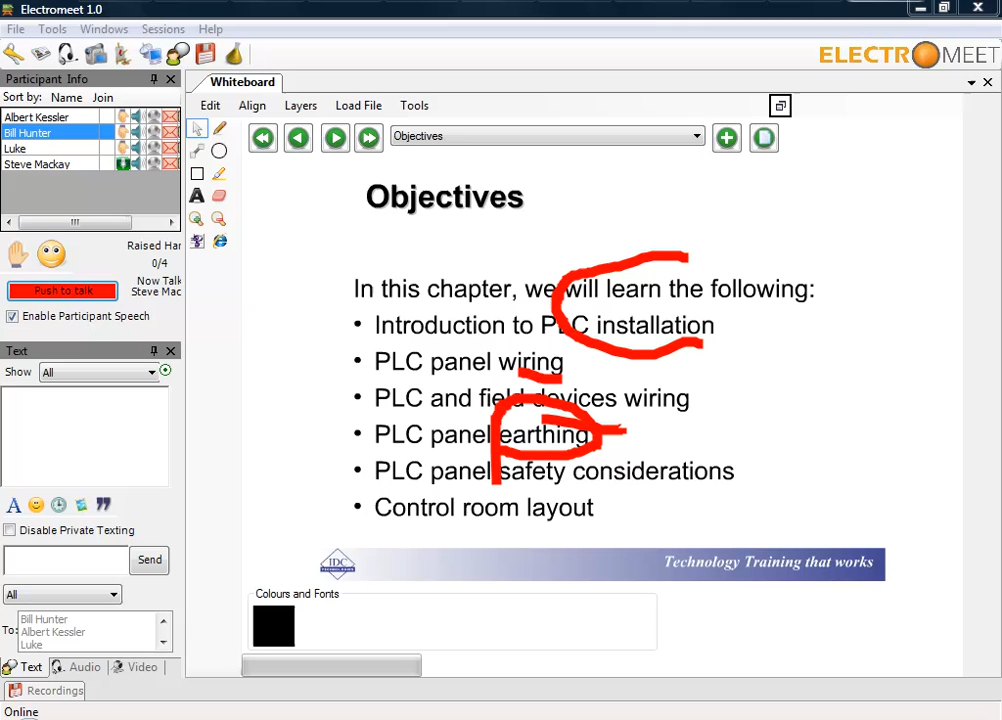 Electromeet 1.0
File Tools Windows Sessions Help
ELECTROMEET
Participant Info
Sort by: Name Join
Albert Kessler
Bill Hunter
Luke
Steve Mackay
Raised Har
0/4
Now Talk
Push to talk
Steve Mac
Enable Participant Speech
Text
Show All
Disable Private Texting
Send
All
To:
Bill Hunter
Albert Kessler
Luke
Text Audio Video
Recordings
Online
Whiteboard
Edit Align Layers Load File Tools
Objectives
Objectives
In this chapter, we will learn the following:
• Introduction to PLC installation
• PLC panel wiring
• PLC and field devices wiring
• PLC panel earthing
• PLC panel safety considerations
• Control room layout
IDC
Technology Training that works
Colours and Fonts